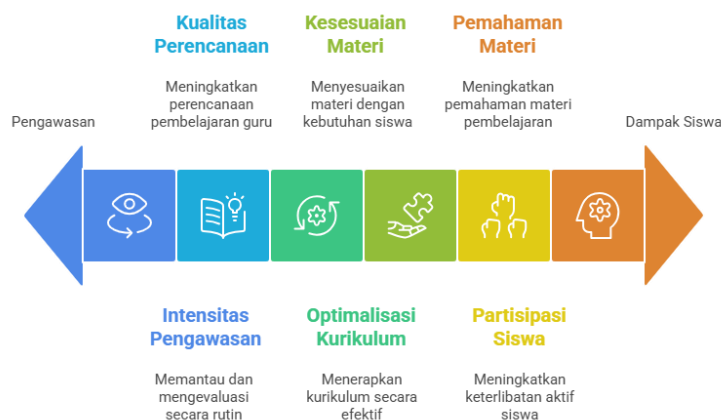 Kualitas
Perencanaan
Meningkatkan
perencanaan
pembelajaran guru
Kesesuaian
Materi
Menyesuaikan
materi dengan
kebutuhan siswa
Pemahaman
Materi
Meningkatkan
pemahaman materi
pembelajaran
Pengawasan
Dampak Siswa
Intensitas
Pengawasan
Memantau dan
mengevaluasi
secara rutin
Optimalisasi
Kurikulum
Menerapkan
kurikulum secara
efektif
Partisipasi
Siswa
Meningkatkan
keterlibatan aktif
siswa